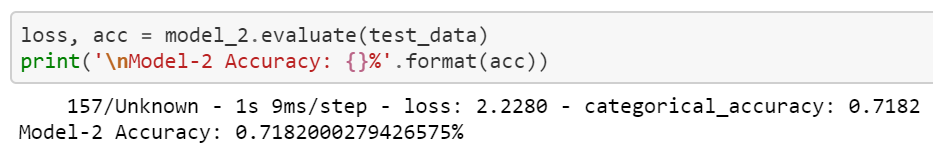 loss, acc = model_2.evaluate(test_data)
print('\nModel-2 Accuracy: {}%'.format(acc))
157/Unknown - 1s 9ms/step - loss: 2.2280 - categorical_accuracy: 0.7182
Model-2 Accuracy: 0.7182000279426575%